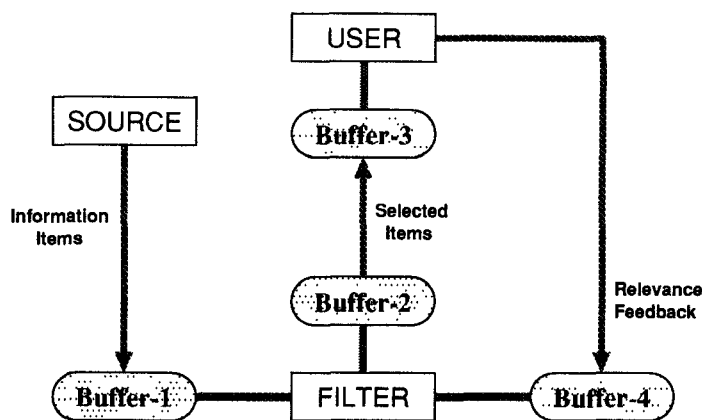 USER
SOURCE
Buffer-3
Information
Items
Selected
Items
Buffer-2
Relevance
Feedback
Buffer-1
FILTER
Buffer-4